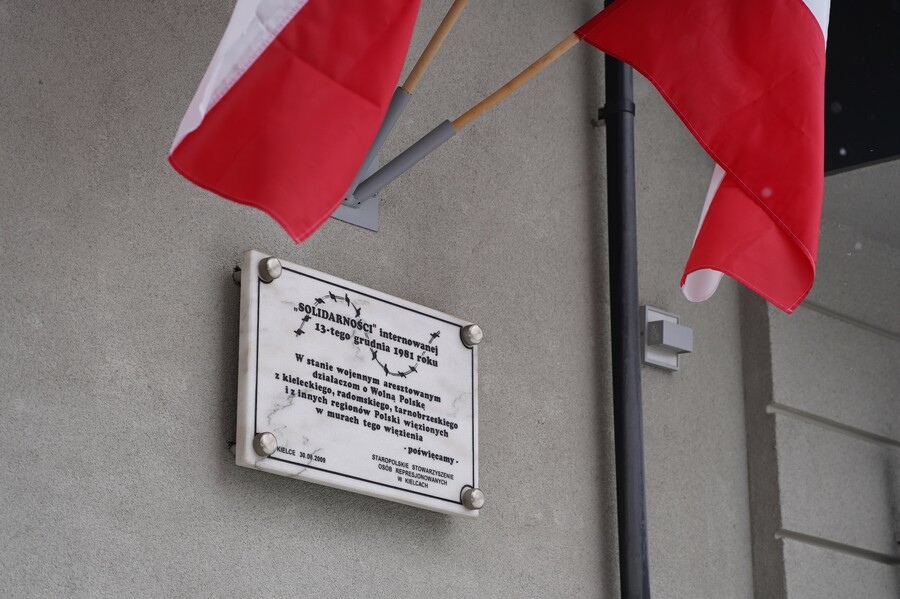 „SOLIDARNOŚCI" internowanej
13-tego grudnia 1981 roku
W stanie wojennym aresztowanym
działaczom o Wolną Polskę
z kieleckiego, radomskiego, tarnobrzeskiego
i z innych regionów Polski więzionych
w murach tego więzienia
- poświęcamy -
KIELCE 30.08.2009
STAROPOLSKIE STOWARZYSZENIE
OSÓB REPRESJONOWANYCH
W KIELCACH